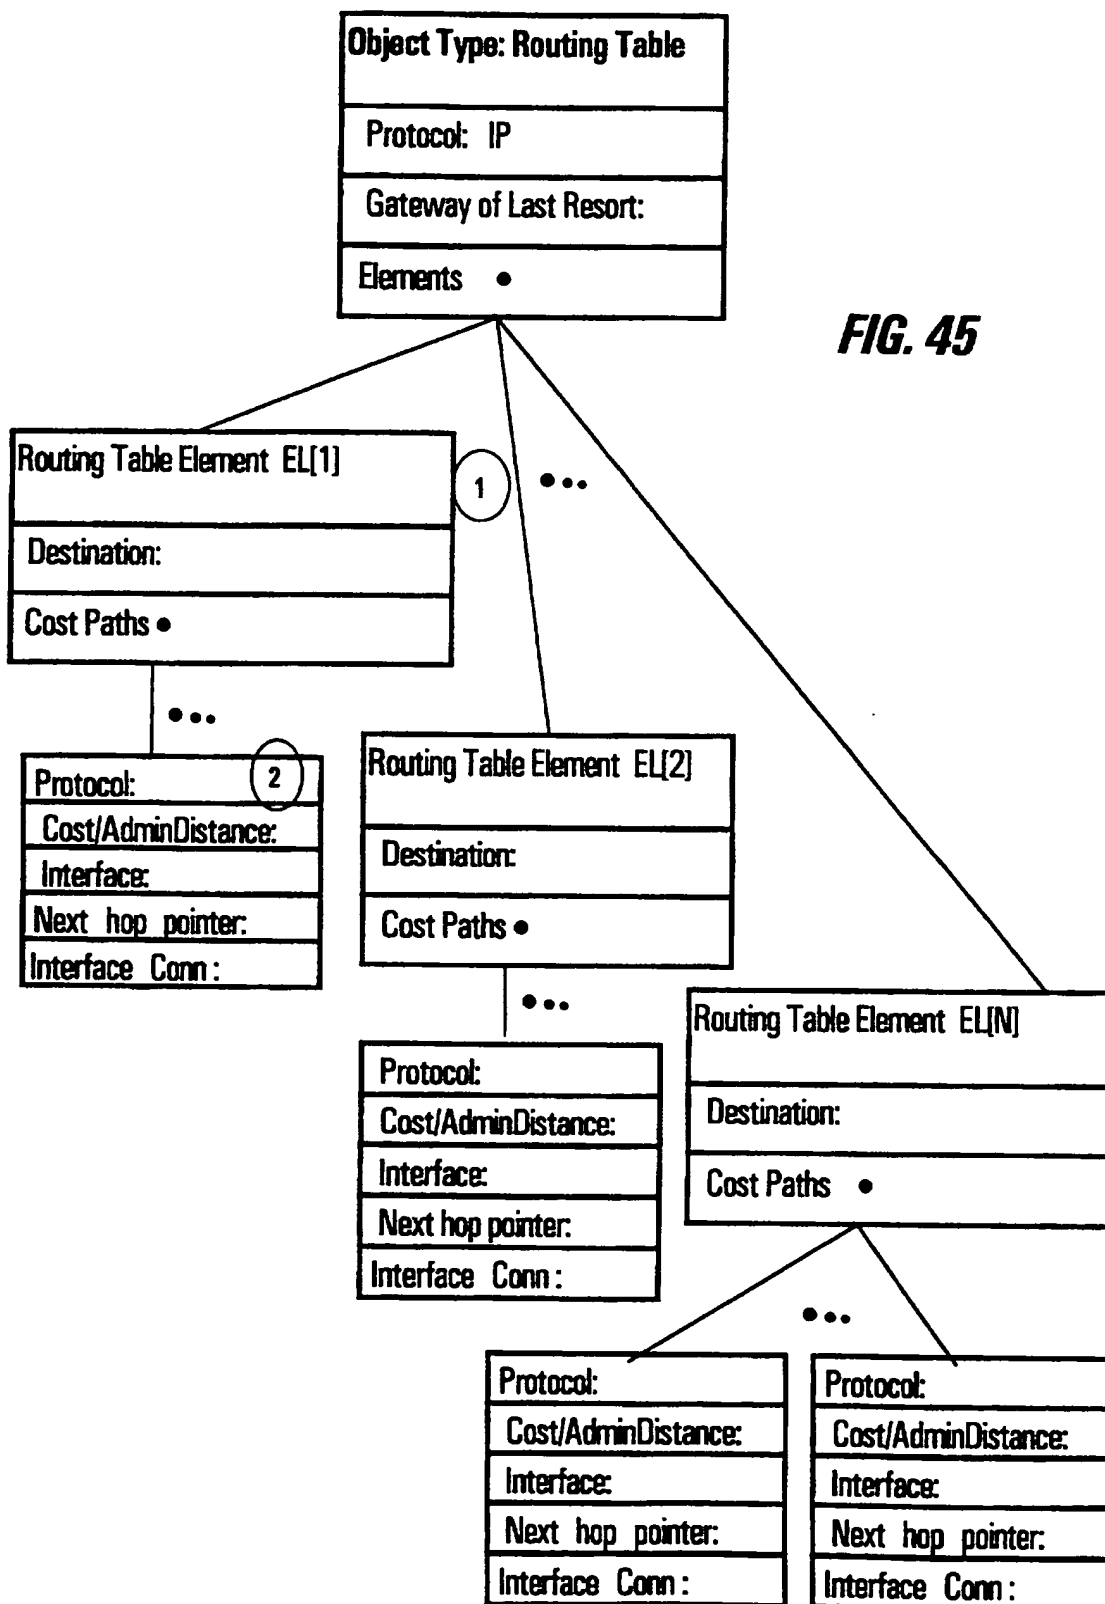 Object Type: Routing Table
Protocol: IP
Gateway of Last Resort:
Elements
FIG. 45
Routing Table Element EL[1]
1
Destination:
Cost Paths
2
Protocol:
Cost/AdminDistance:
Interface:
Next hop pointer:
Interface Conn :
Routing Table Element EL[2]
Destination:
Cost Paths
Protocol:
Cost/AdminDistance:
Interface:
Next hop pointer:
Interface Conn :
Routing Table Element EL[N]
Destination:
Cost Paths
Protocol:
Cost/AdminDistance:
Interface:
Next hop pointer:
Interface Conn :
Protocol:
Cost/AdminDistance:
Interface:
Next hop pointer:
Interface Conn :